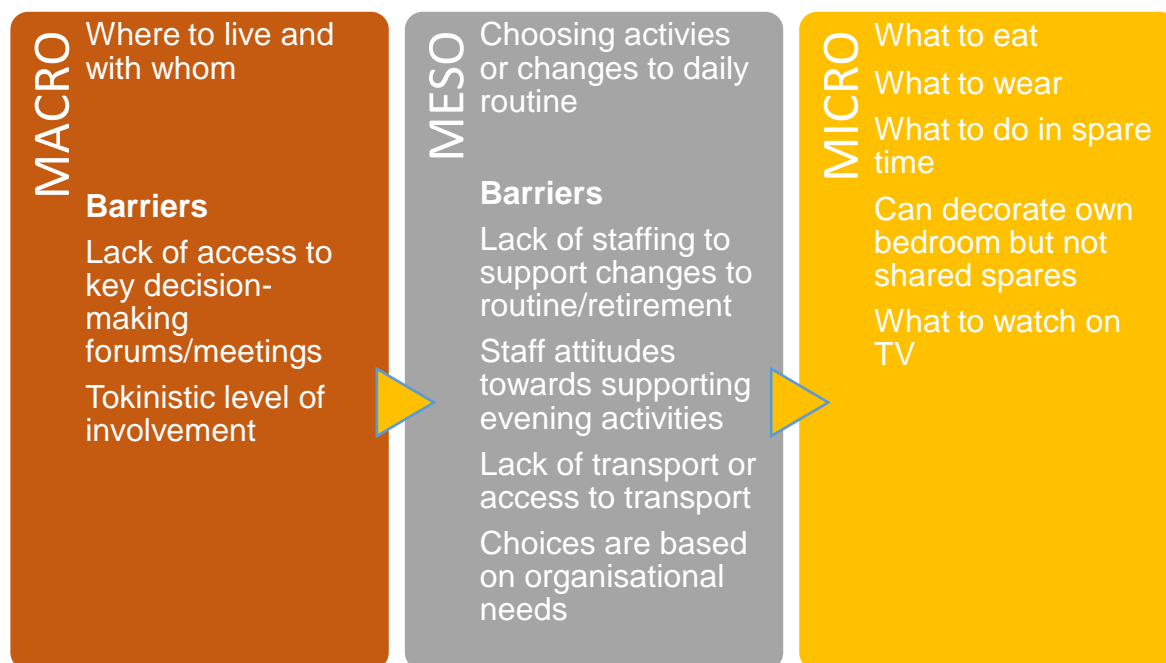 MACRO
Where to live and
with whom
Barriers
Lack of access to
key decision-
making
forums/meetings
Tokinistic level of
involvement
MESO
Choosing activies
or changes to daily
routine
Barriers
Lack of staffing to
support changes to
routine/retirement
Staff attitudes
towards supporting
evening activities
Lack of transport or
access to transport
Choices are based
on organisational
needs
MICRO
What to eat
What to wear
What to do in spare
time
Can decorate own
bedroom but not
shared spares
What to watch on
TV